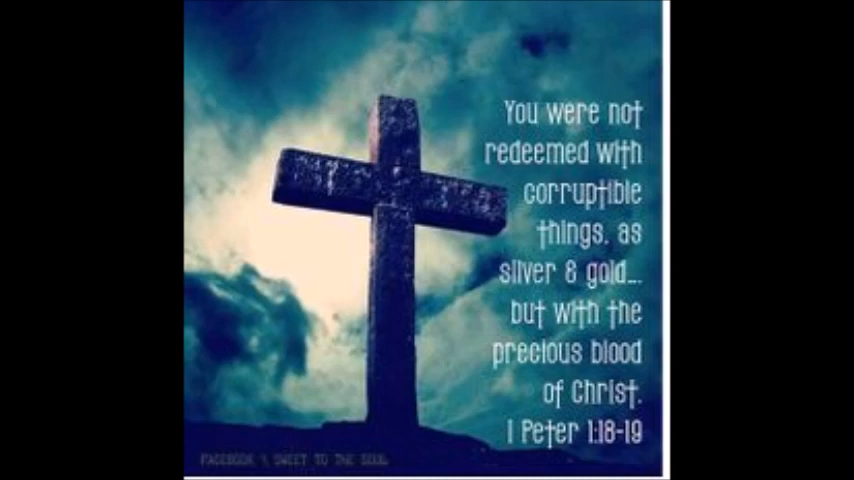 You were not
redeemed with
corruptible
things, as
silver & gold...
but with the
precious blood
of Christ.
1 Peter 1:18-19
FACEBOOK \ SWEET TO THE SOUL